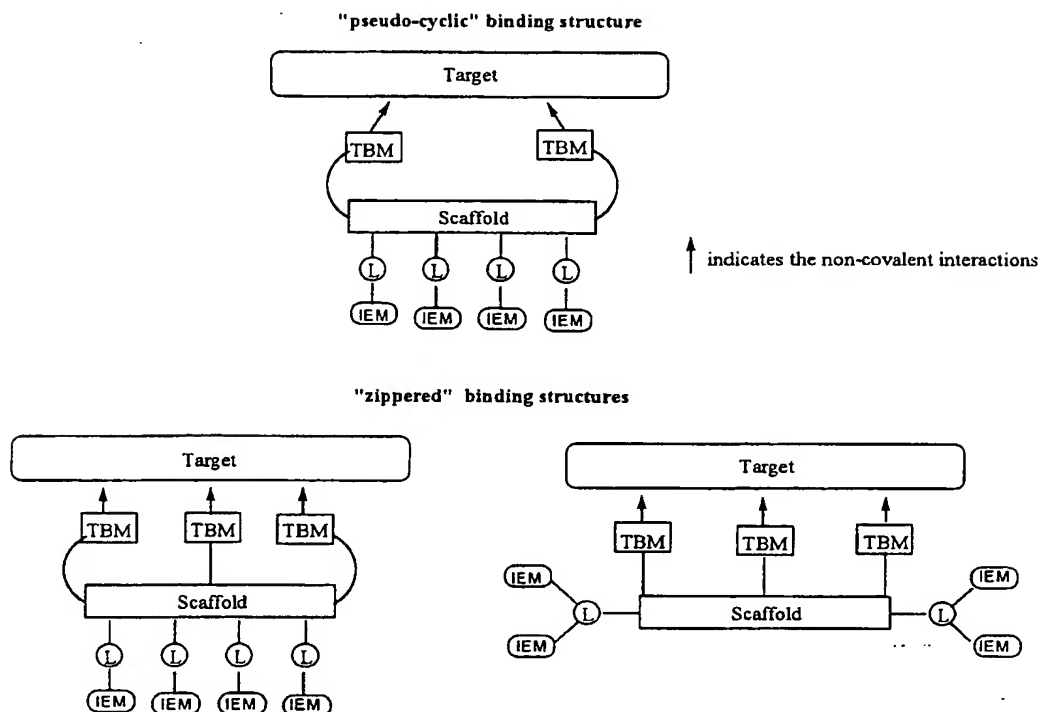 "pseudo-cyclic" binding structure
Target
TBM TBM
Scaffold
L L L L
IEM IEM IEM IEM
indicates the non-covalent interactions
"zippered" binding structures
Target
TBM TBM TBM
Scaffold
L L L L
IEM IEM IEM IEM
Target
TBM TBM TBM
IEM IEM
L Scaffold L
IEM IEM